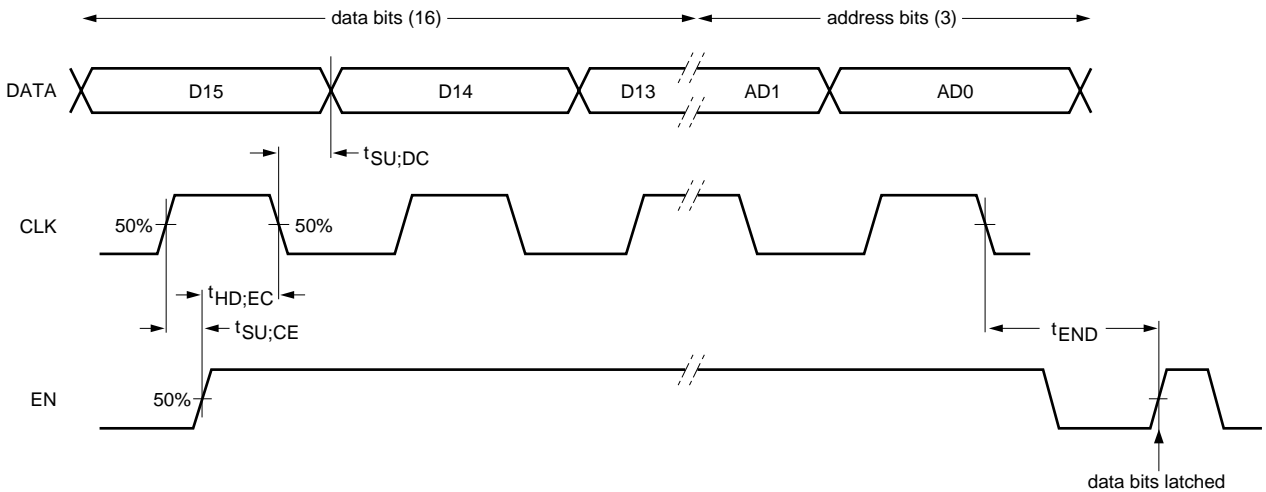 data bits (16)
address bits (3)
DATA
D15
D14
D13
AD1
AD0
tSU;DC
CLK
50%
50%
tHD;EC
tSU;CE
tEND
EN
50%
data bits latched